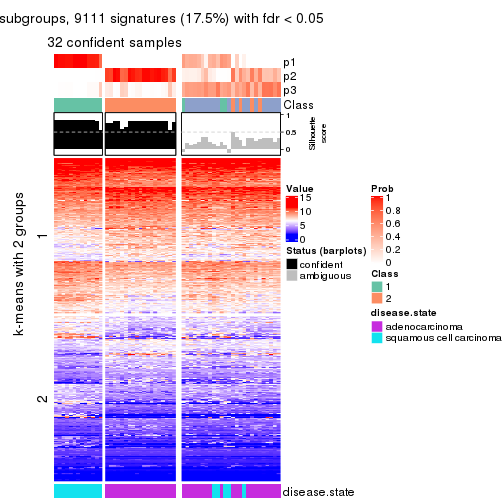 subgroups, 9111 signatures (17.5%) with fdr < 0.05
32 confident samples
p1
p2
p3
Class
1
0.5
0
Silhouette
score
k-means with 2 groups
1
2
disease.state
Value
15
10
5
0
Status (barplots)
confident
ambiguous
Prob
1
0.8
0.6
0.4
0.2
0
Class
1
2
disease.state
adenocarcinoma
squamous cell carcinoma